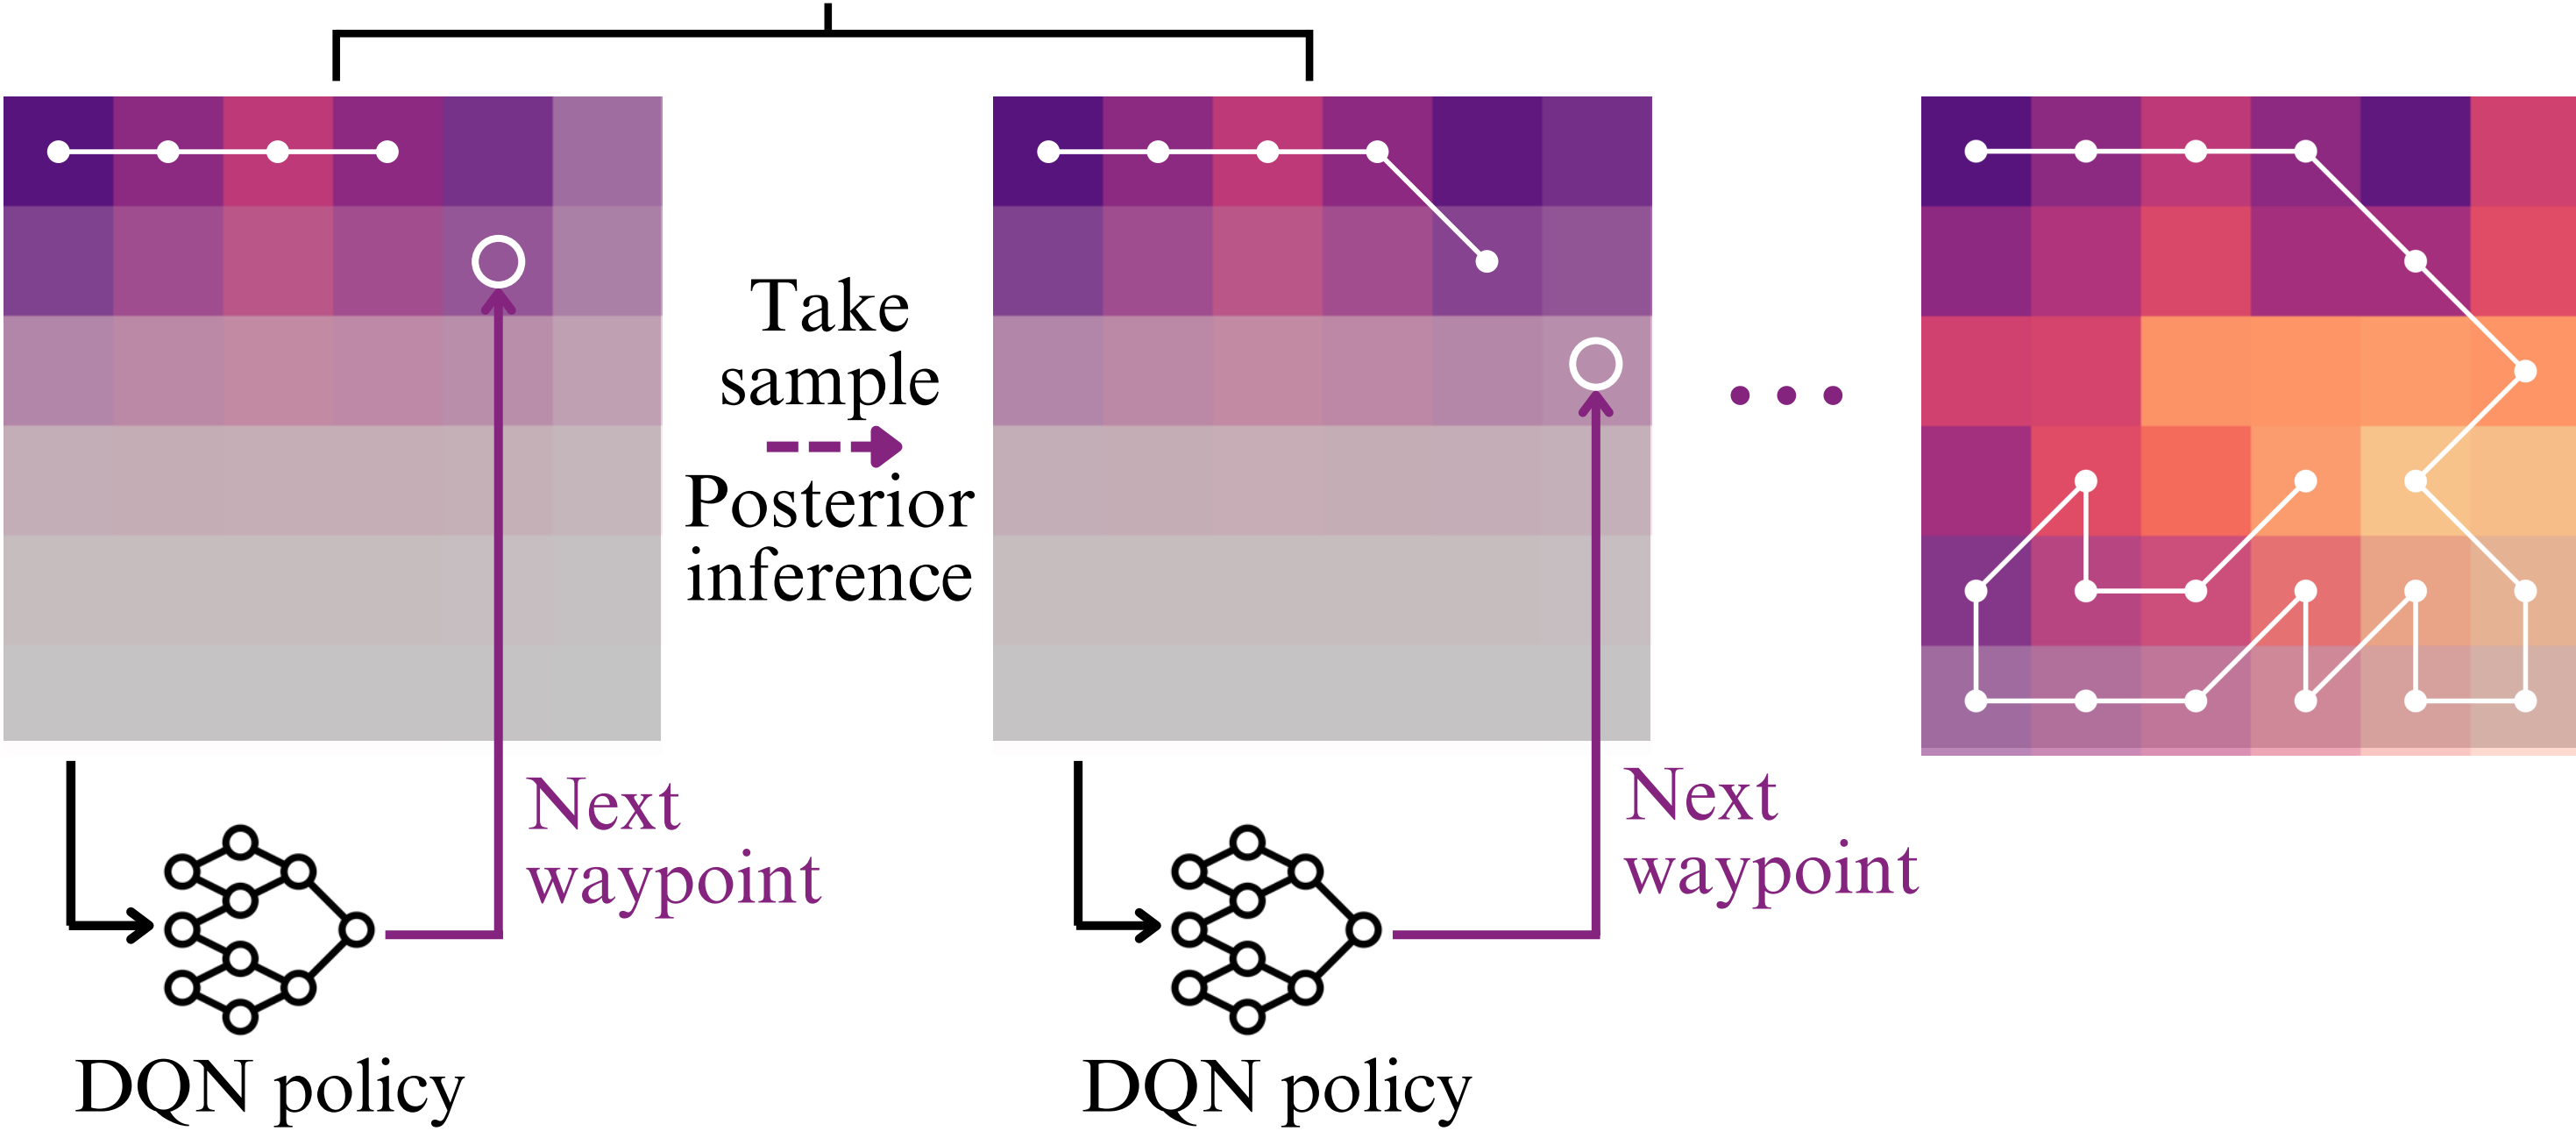 Take
sample
Posterior
inference
Next
waypoint
Next
waypoint
DQN policy
DQN policy